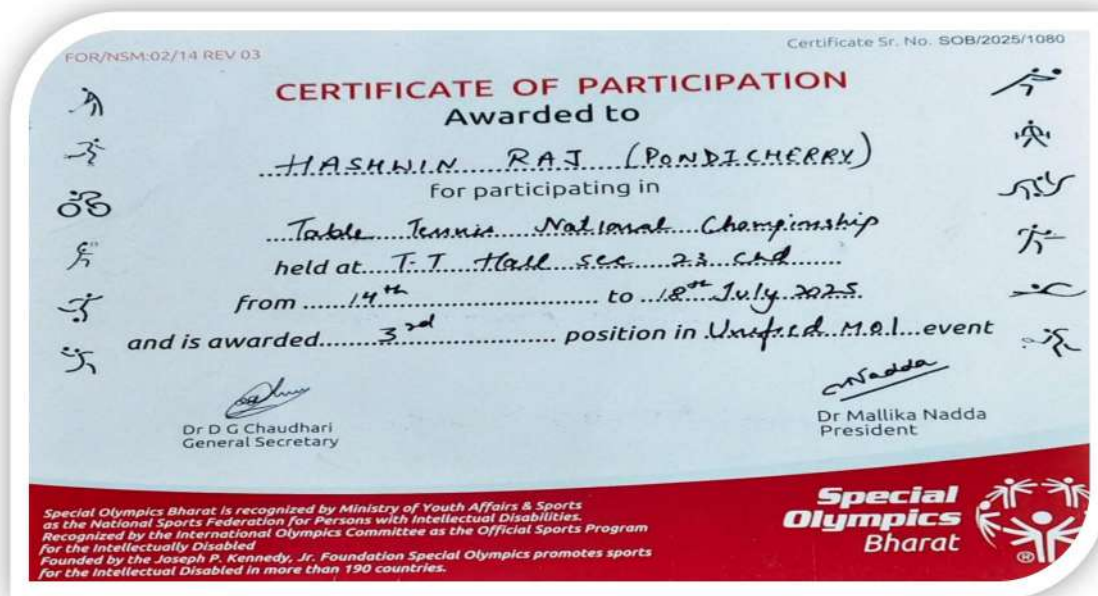 FOR/NSM:02/14 REV 03
Certificate Sr. No. SOB/2025/1080
CERTIFICATE OF PARTICIPATION
Awarded to
HASHWIN RAJ (PONDICHERRY)
for participating in
Table Tennis National Championship
held at T.T Hall sec 23 chd
from 14th to 18th July 2025
and is awarded 3rd position in Unified M.O.I event
Dr D G Chaudhari
General Secretary
Nadda
Dr Mallika Nadda
President
Special Olympics Bharat is recognized by Ministry of Youth Affairs & Sports
as the National Sports Federation for Persons with Intellectual Disabilities.
Recognized by the International Olympics Committee as the Official Sports Program
for the Intellectually Disabled
Founded by the Joseph P. Kennedy, Jr. Foundation Special Olympics promotes sports
for the Intellectual Disabled in more than 190 countries.
Special
Olympics
Bharat
®